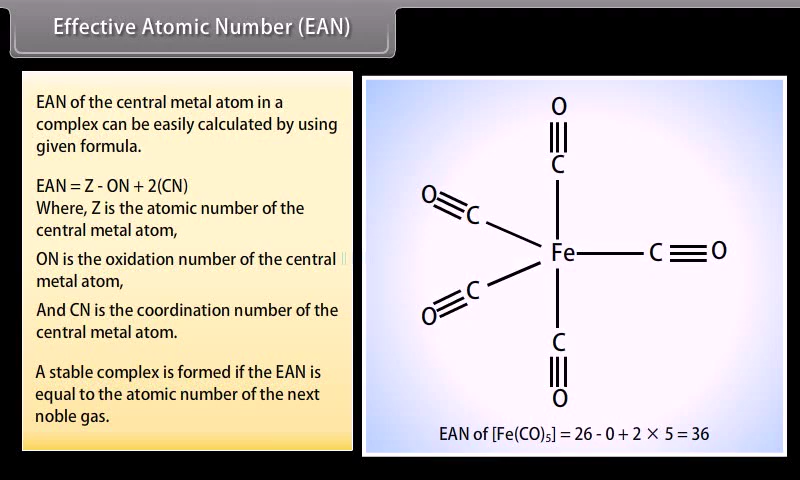 Effective Atomic Number (EAN)
EAN of the central metal atom in a
complex can be easily calculated by using
given formula.
EAN = Z - ON + 2(CN)
Where, Z is the atomic number of the
central metal atom,
ON is the oxidation number of the central
metal atom,
And CN is the coordination number of the
central metal atom.
A stable complex is formed if the EAN is
equal to the atomic number of the next
noble gas.
O
C
O C
Fe C O
O C
C
O
EAN of [Fe(CO)₅] = 26 - 0 + 2 × 5 = 36